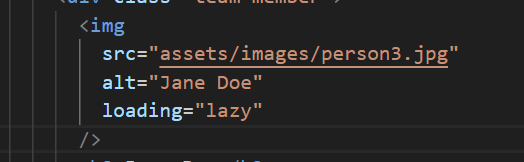 <img
src="assets/images/person3.jpg"
alt="Jane Doe"
loading="lazy"
/>